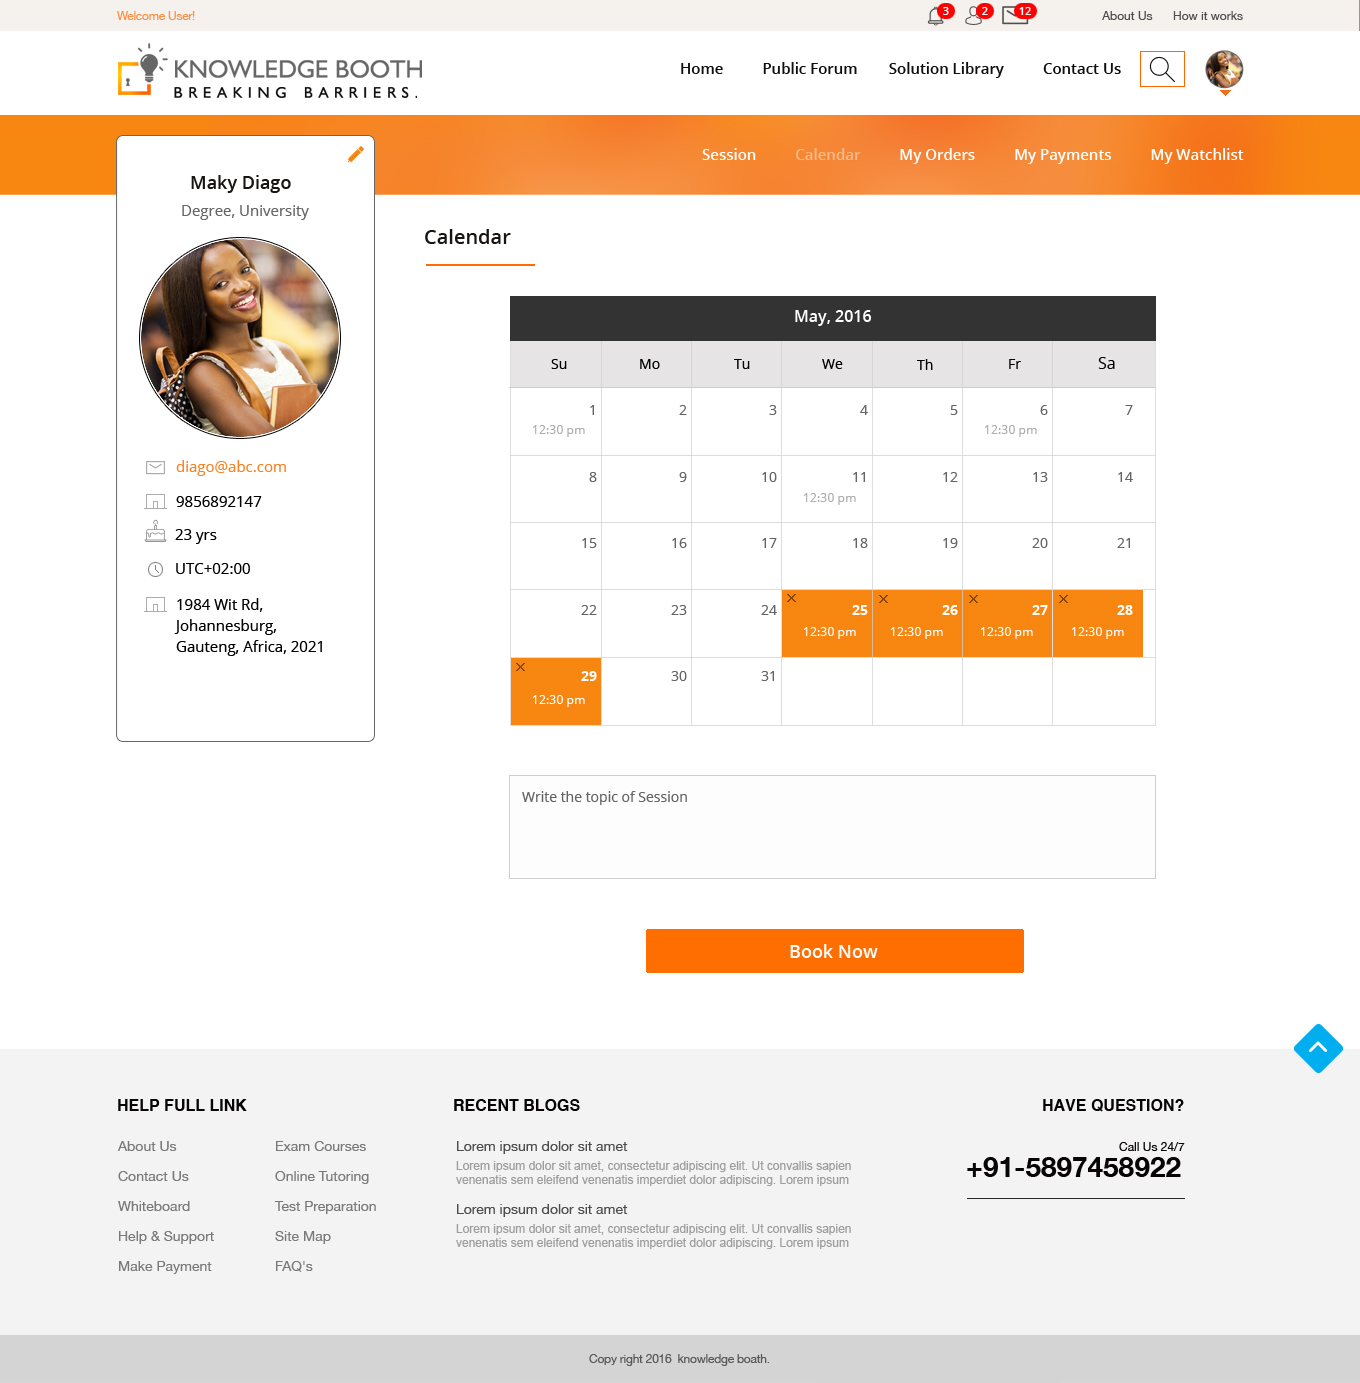 Welcome User!
3
2
12
About Us
How it works
KNOWLEDGE BOOTH
BREAKING BARRIERS.
Home
Public Forum
Solution Library
Contact Us
Session
Calendar
My Orders
My Payments
My Watchlist
Maky Diago
Degree, University
diago@abc.com
9856892147
23 yrs
UTC+02:00
1984 Wit Rd,
Johannesburg,
Gauteng, Africa, 2021
Calendar
May, 2016
Su Mo Tu We Th Fr Sa
1 2 3 4 5 6 7
12:30 pm 12:30 pm
8 9 10 11 12 13 14
12:30 pm
15 16 17 18 19 20 21
22 23 24 25 26 27 28
12:30 pm 12:30 pm 12:30 pm 12:30 pm
29 30 31
12:30 pm
Write the topic of Session
Book Now
HELP FULL LINK
About Us
Contact Us
Whiteboard
Help & Support
Make Payment
Exam Courses
Online Tutoring
Test Preparation
Site Map
FAQ's
RECENT BLOGS
Lorem ipsum dolor sit amet
Lorem ipsum dolor sit amet, consectetur adipiscing elit. Ut convallis sapien
venenatis sem eleifend venenatis imperdiet dolor adipiscing. Lorem ipsum
Lorem ipsum dolor sit amet
Lorem ipsum dolor sit amet, consectetur adipiscing elit. Ut convallis sapien
venenatis sem eleifend venenatis imperdiet dolor adipiscing. Lorem ipsum
HAVE QUESTION?
Call Us 24/7
+91-5897458922
Copy right 2016 knowledge boath.